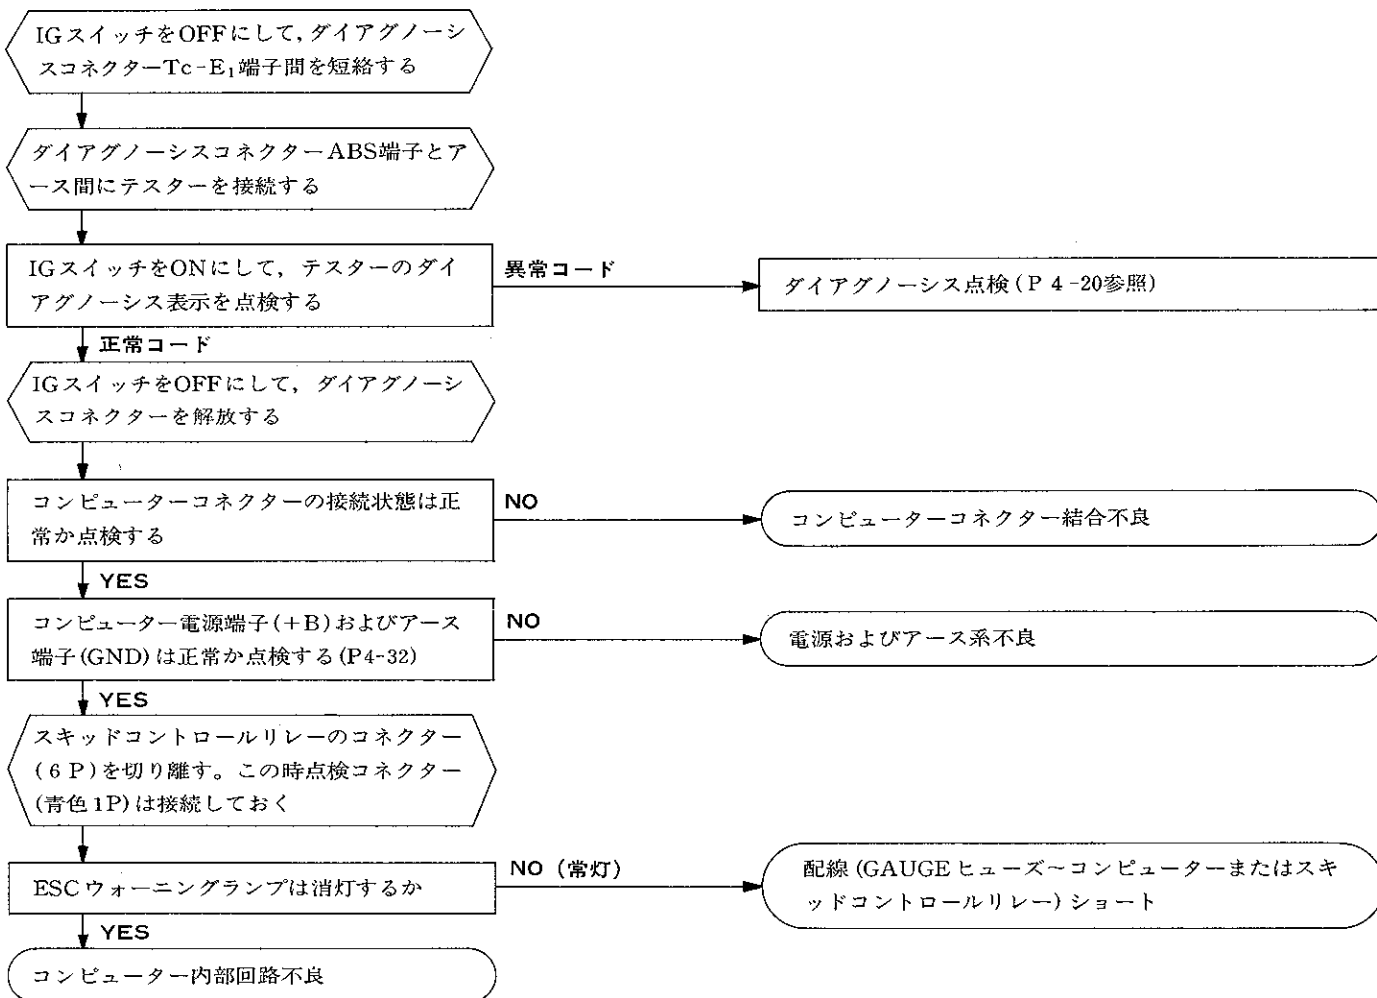 IGスイッチをOFFにして,ダイアグノーシ
スコネクターTc-E₁端子間を短絡する
ダイアグノーシスコネクターABS端子とア
ース間にテスターを接続する
IGスイッチをONにして，テスターのダイ
アグノーシス表示を点検する
異常コード
ダイアグノーシス点検(P 4-20参照)
正常コード
IGスイッチをOFFにして，ダイアグノーシ
スコネクターを解放する
コンピューターコネクターの接続状態は正
常か点検する
NO
コンピューターコネクター結合不良
YES
コンピューター電源端子(+B)およびアース
端子(GND)は正常か点検する(P4-32)
NO
電源およびアース系不良
YES
スキッドコントロールリレーのコネクター
(6P)を切り離す。この時点検コネクター
(青色1P)は接続しておく
ESCウォーニングランプは消灯するか
NO (常灯)
配線(GAUGEヒューズ～コンピューターまたはスキ
ッドコントロールリレー)ショート
YES
コンピューター内部回路不良